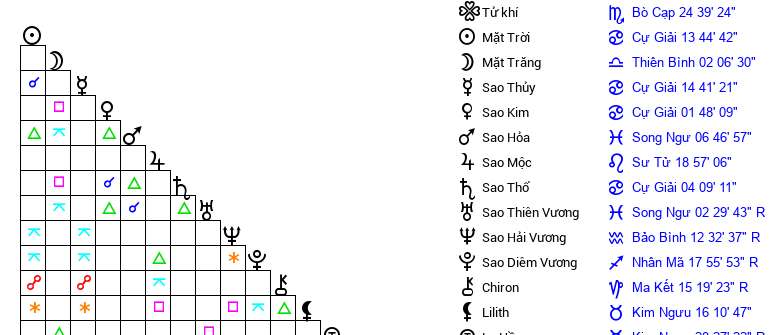 Tử khí Bò Cạp 24 39' 24"
Mặt Trời Cự Giải 13 44' 42"
Mặt Trăng Thiên Bình 02 06' 30"
Sao Thủy Cự Giải 14 41' 21"
Sao Kim Cự Giải 01 48' 09"
Sao Hỏa Song Ngư 06 46' 57"
Sao Mộc Sư Tử 18 57' 06"
Sao Thổ Cự Giải 04 09' 11"
Sao Thiên Vương Song Ngư 02 29' 43" R
Sao Hải Vương Bảo Bình 12 32' 37" R
Sao Diêm Vương Nhân Mã 17 55' 53" R
Chiron Ma Kết 15 19' 23" R
Lilith Kim Ngưu 16 10' 47"